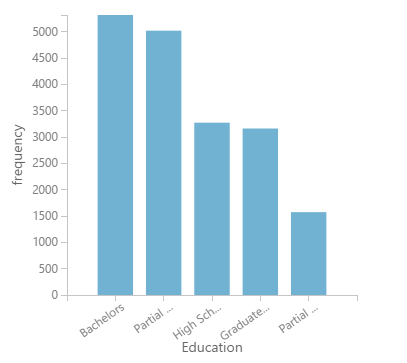 frequency
5000
4500
4000
3500
3000
2500
2000
1500
1000
500
0
Bachelors
Partial ...
High Sch...
Graduate...
Partial ...
Education